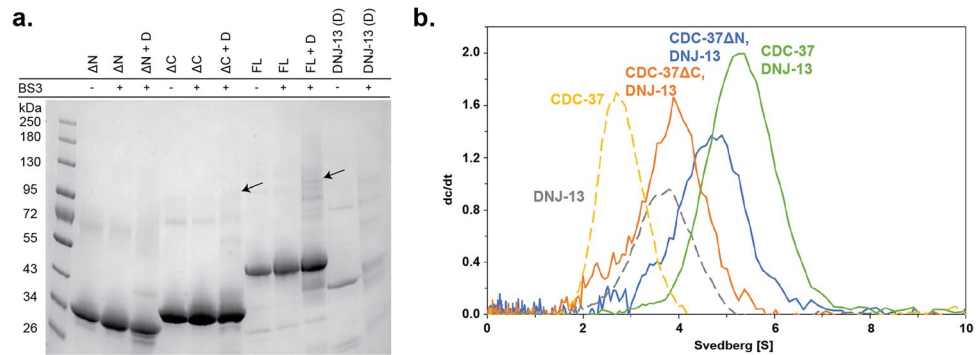 a.
ΔN ΔN ΔN + D ΔC ΔC ΔC + D FL FL FL + D DNJ-13 (D) DNJ-13 (D)
BS3 - + + - + + - + + - +
kDa
250
180
130
95
72
55
43
34
26
b.
2.0
1.6
1.2
0.8
0.4
0.0
dc/dt
CDC-37ΔN,
DNJ-13
CDC-37
DNJ-13
CDC-37ΔC,
DNJ-13
CDC-37
DNJ-13
0 2 4 6 8 10
Svedberg [S]